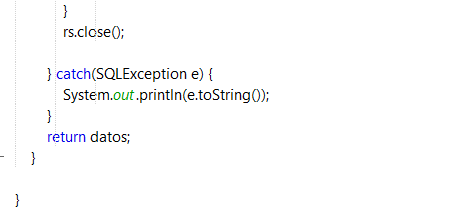 }
rs.close();
} catch(SQLException e) {
System.out.println(e.toString());
}
return datos;
}
}